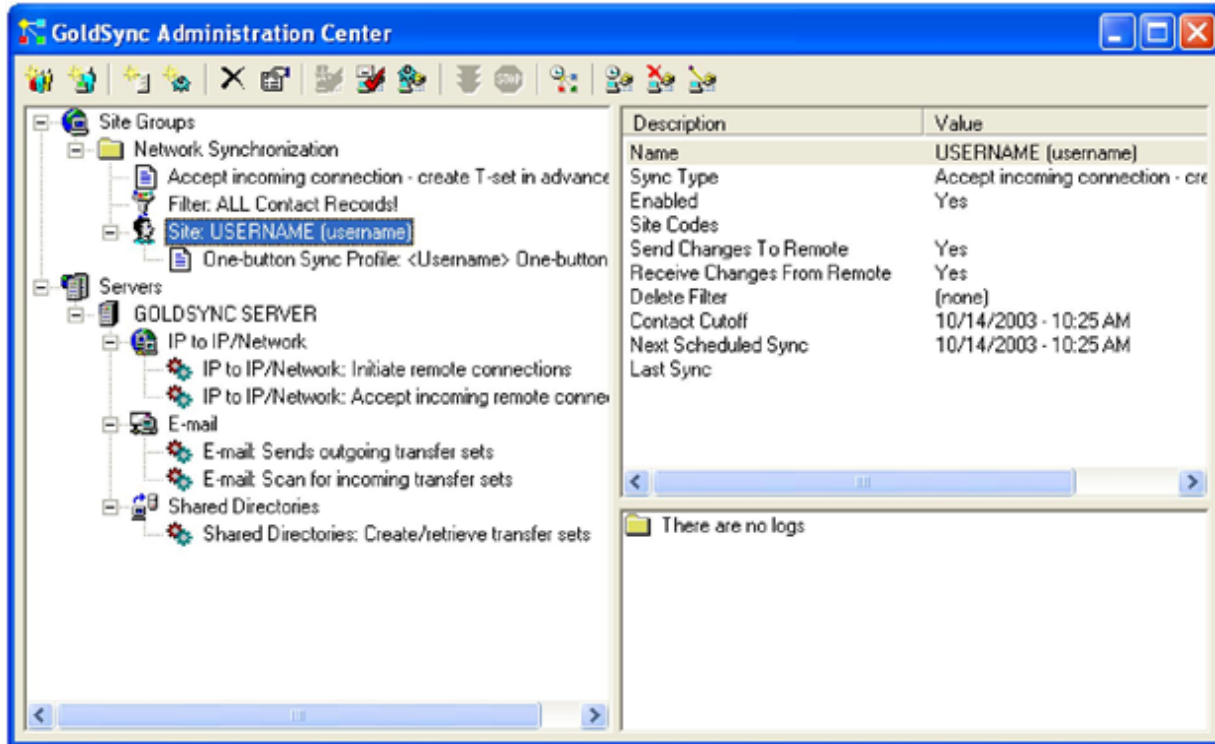 GoldSync Administration Center
STOP
Site Groups
Network Synchronization
Accept incoming connection - create T-set in advance
Filter: ALL Contact Records!
Site: USERNAME (username)
One-button Sync Profile: <Username> One-button
Servers
GOLDSYNC SERVER
IP to IP/Network
IP to IP/Network: Initiate remote connections
IP to IP/Network: Accept incoming remote conne
E-mail
E-mail: Sends outgoing transfer sets
E-mail: Scan for incoming transfer sets
Shared Directories
Shared Directories: Create/retrieve transfer sets
Description Value
Name USERNAME (username)
Sync Type Accept incoming connection - cre
Enabled Yes
Site Codes
Send Changes To Remote Yes
Receive Changes From Remote Yes
Delete Filter (none)
Contact Cutoff 10/14/2003 - 10:25 AM
Next Scheduled Sync 10/14/2003 - 10:25 AM
Last Sync
There are no logs